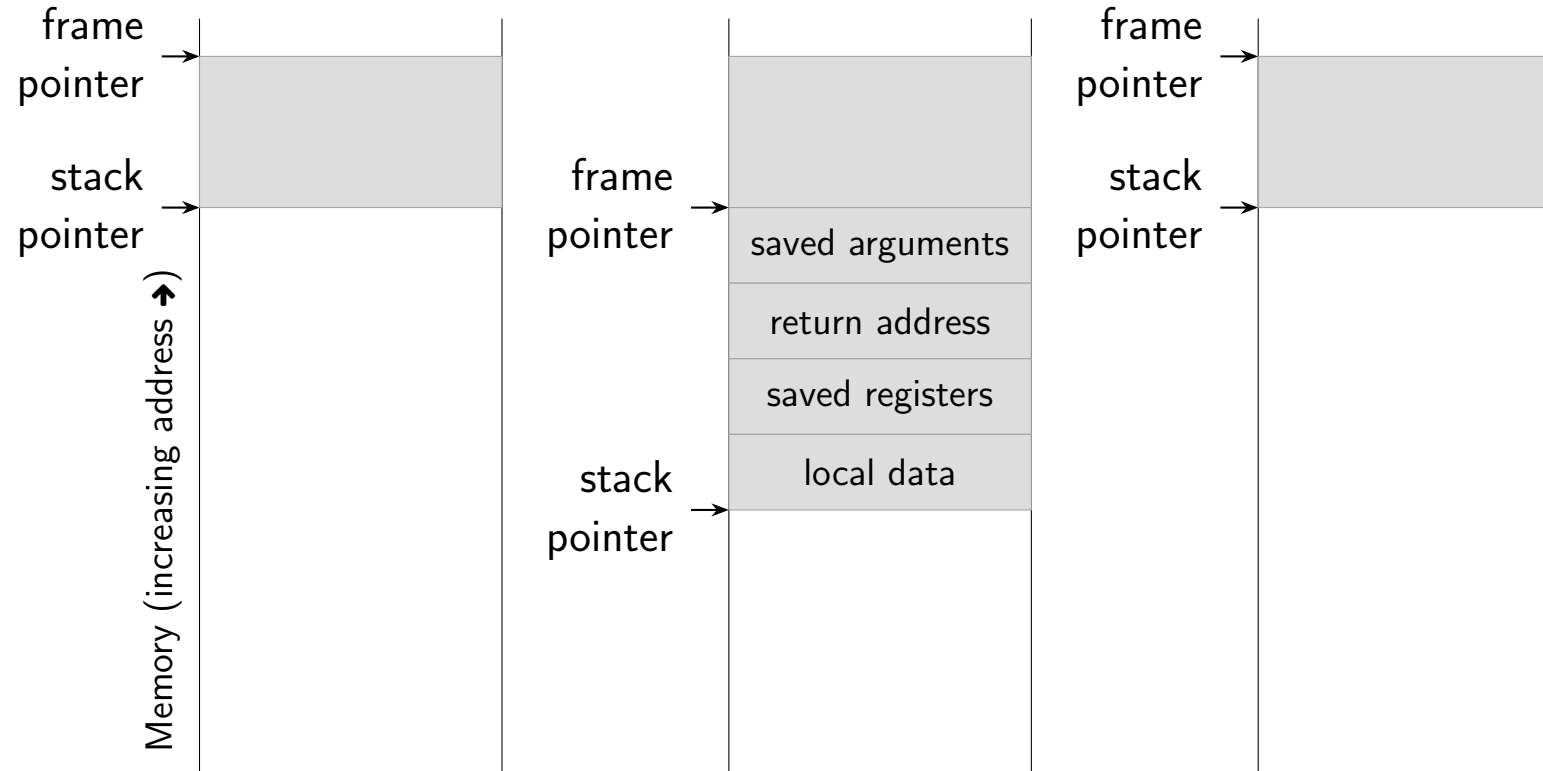 frame
pointer
stack
pointer
Memory (increasing address ➔)
frame
pointer
saved arguments
return address
saved registers
local data
stack
pointer
frame
pointer
stack
pointer